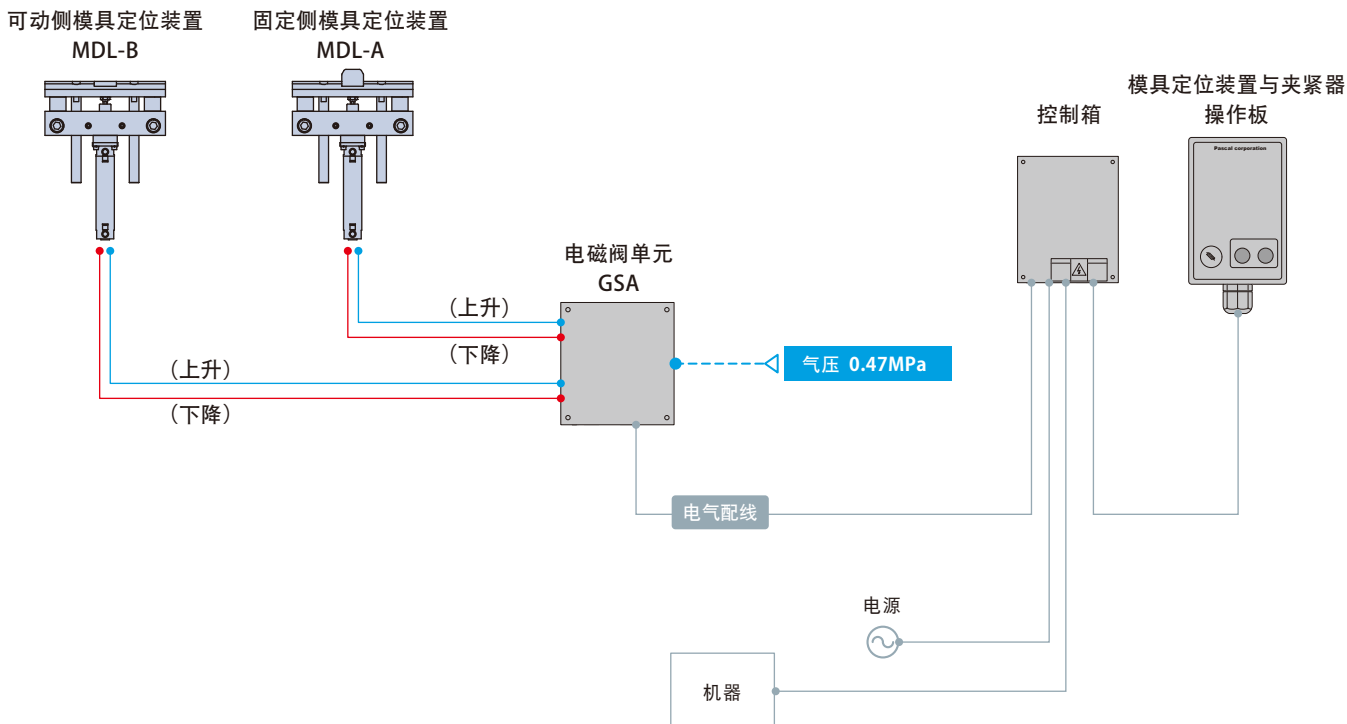 可动侧模具定位装置
MDL-B
固定侧模具定位装置
MDL-A
模具定位装置与夹紧器
操作板
控制箱
Pascal corporation
电磁阀单元
GSA
(上升)
(下降)
气压 0.47MPa
(上升)
(下降)
电气配线
电源
机器